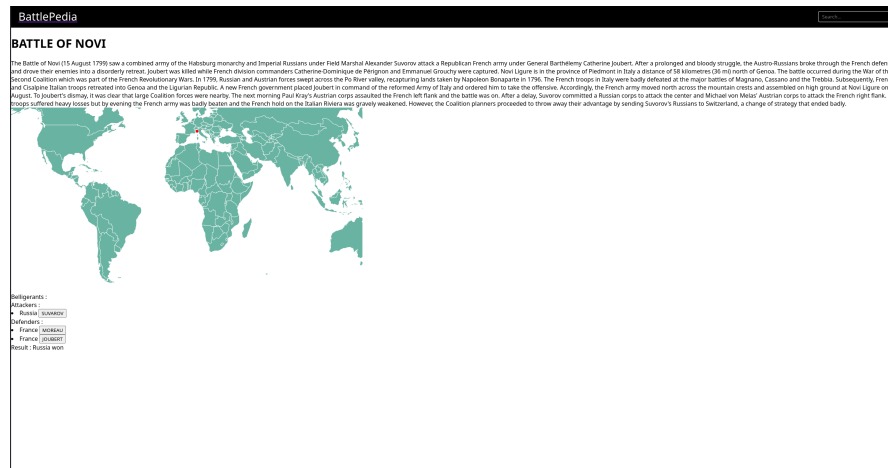 BattlePedia
Search...
BATTLE OF NOVI
The Battle of Novi (15 August 1799) saw a combined army of the Habsburg monarchy and Imperial Russians under Field Marshal Alexander Suvorov attack a Republican French army under General Barthélemy Catherine Joubert. After a prolonged and bloody struggle, the Austro-Russians broke through the French defen
and drove their enemies into a disorderly retreat. Joubert was killed while French division commanders Catherine-Dominique de Pérignon and Emmanuel Grouchy were captured. Novi Ligure is in the province of Piedmont in Italy a distance of 58 kilometres (36 mi) north of Genoa. The battle occurred during the War of th
Second Coalition which was part of the French Revolutionary Wars. In 1799, Russian and Austrian forces swept across the Po River valley, recapturing lands taken by Napoleon Bonaparte in 1796. The French troops in Italy were badly defeated at the major battles of Magnano, Cassano and the Trebbia. Subsequently, Fren
and Cisalpine Italian troops retreated into Genoa and the Ligurian Republic. A new French government placed Joubert in command of the reformed Army of Italy and ordered him to take the offensive. Accordingly, the French army moved north across the mountain crests and assembled on high ground at Novi Ligure on
August. To Joubert's dismay, it was clear that large Coalition forces were nearby. The next morning Paul Kray's Austrian corps assaulted the French left flank and the battle was on. After a delay, Suvorov committed a Russian corps to attack the center and Michael von Melas' Austrian corps to attack the French right flank.
troops suffered heavy losses but by evening the French army was badly beaten and the French hold on the Italian Riviera was gravely weakened. However, the Coalition planners proceeded to throw away their advantage by sending Suvorov's Russians to Switzerland, a change of strategy that ended badly.
Belligerants :
Attackers :
• Russia SUVAROV
Defenders :
• France MOREAU
• France JOUBERT
Result : Russia won